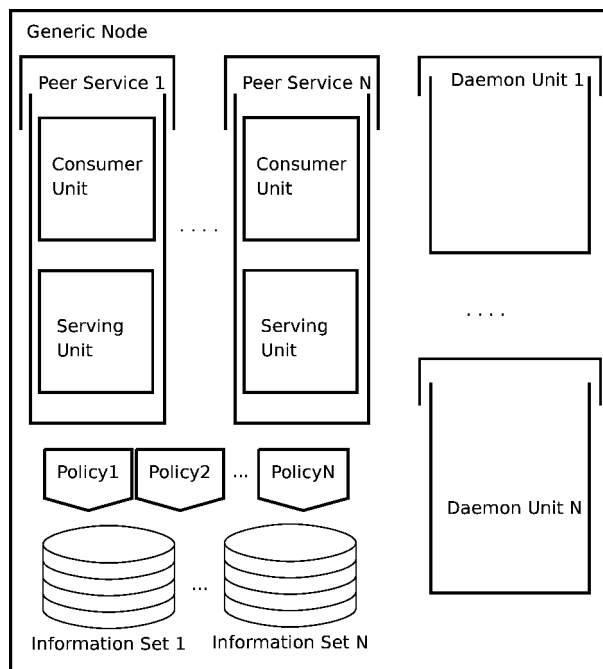 Generic Node
Peer Service 1
Peer Service N
Daemon Unit 1
Consumer
Unit
Consumer
Unit
. . . .
Serving
Unit
Serving
Unit
. . . .
Policy1
Policy2
...
PolicyN
Daemon Unit N
...
Information Set 1
Information Set N